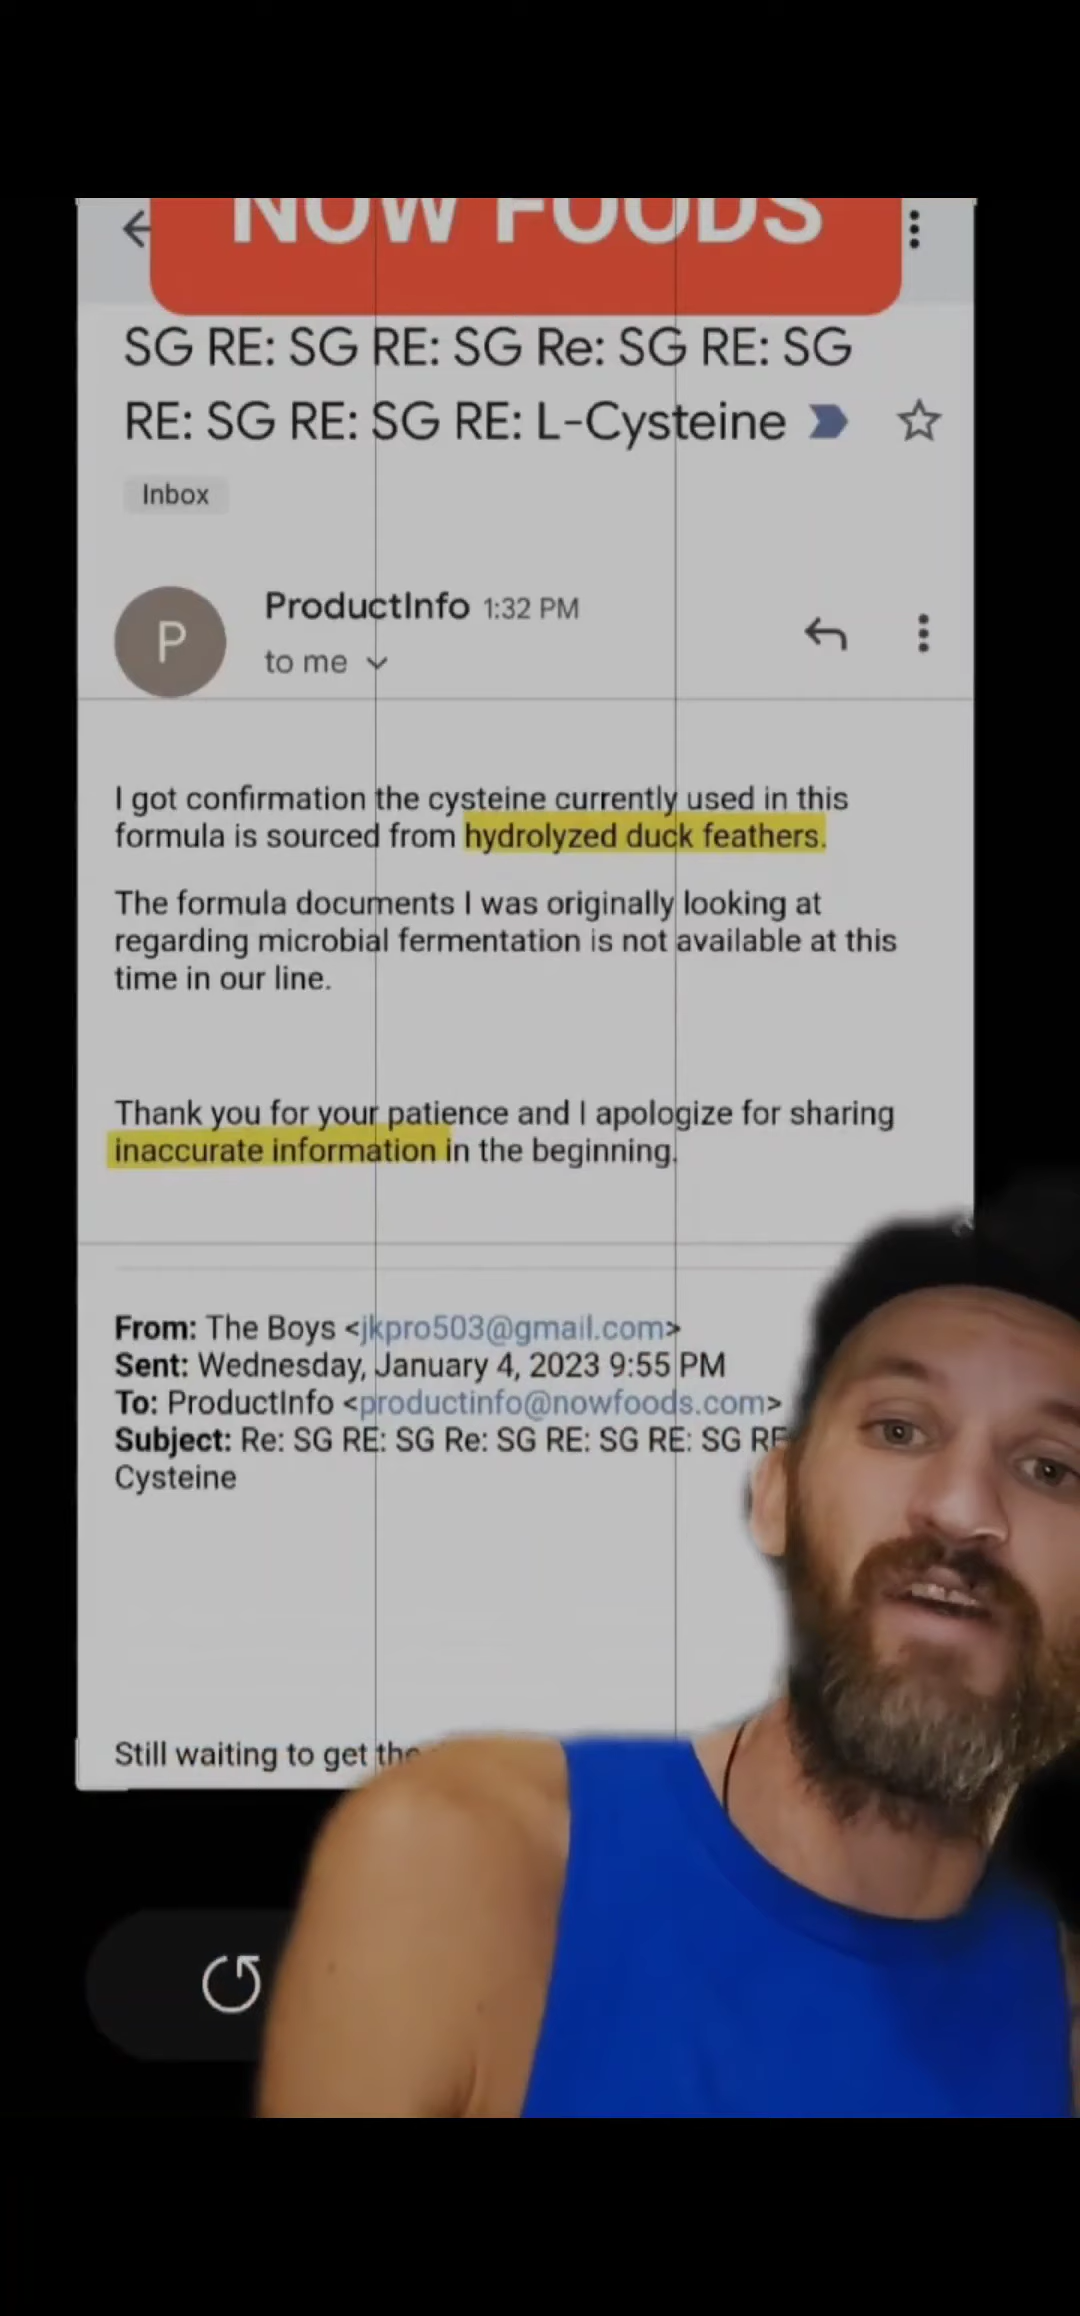 NOW FOODS
SG RE: SG RE: SG Re: SG RE: SG
RE: SG RE: SG RE: L-Cysteine
Inbox
P
ProductInfo 1:32 PM
to me
I got confirmation the cysteine currently used in this
formula is sourced from hydrolyzed duck feathers.
The formula documents I was originally looking at
regarding microbial fermentation is not available at this
time in our line.
Thank you for your patience and I apologize for sharing
inaccurate information in the beginning.
From: The Boys <jkpro503@gmail.com>
Sent: Wednesday, January 4, 2023 9:55 PM
To: ProductInfo <productinfo@nowfoods.com>
Subject: Re: SG RE: SG Re: SG RE: SG RE: SG RE
Cysteine
Still waiting to get the